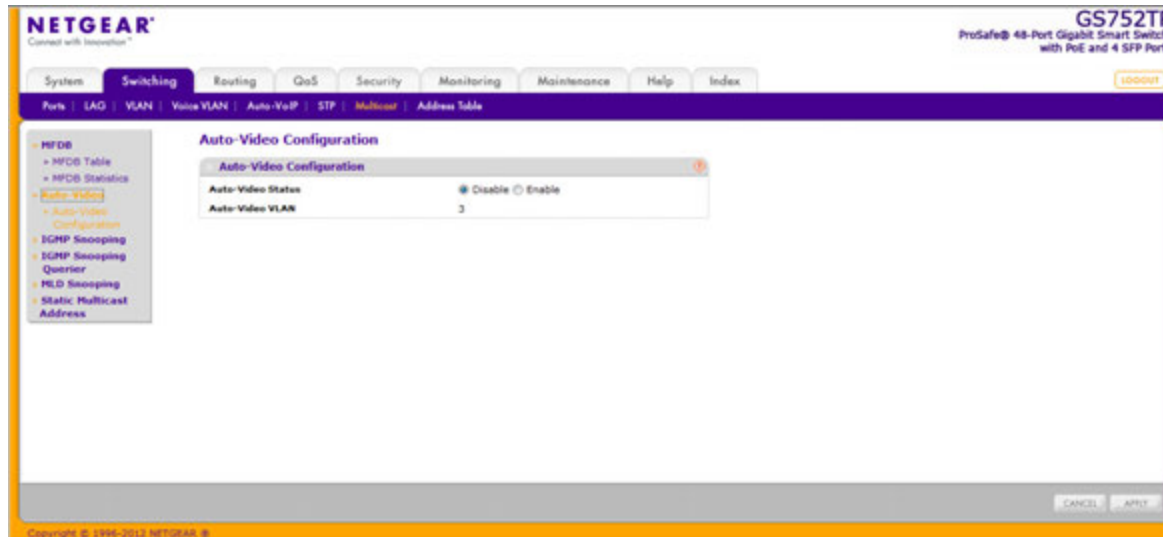 NETGEAR®
Connect with Innovation™
GS752T
ProSafe® 48-Port Gigabit Smart Switc
with PoE and 4 SFP Port
System Switching Routing QoS Security Monitoring Maintenance Help Index
LOGOUT
Ports | LAG | VLAN | Voice VLAN | Auto-VoIP | STP | Multicast | Address Table
MFDB
MFDB Table
MFDB Statistics
Auto-Video
Auto-Video
Configuration
IGMP Snooping
IGMP Snooping
Querier
MLD Snooping
Static Multicast
Address
Auto-Video Configuration
Auto-Video Configuration
Auto-Video Status Disable Enable
Auto-Video VLAN 3
CANCEL APPLY
Copyright © 1996-2012 NETGEAR ®